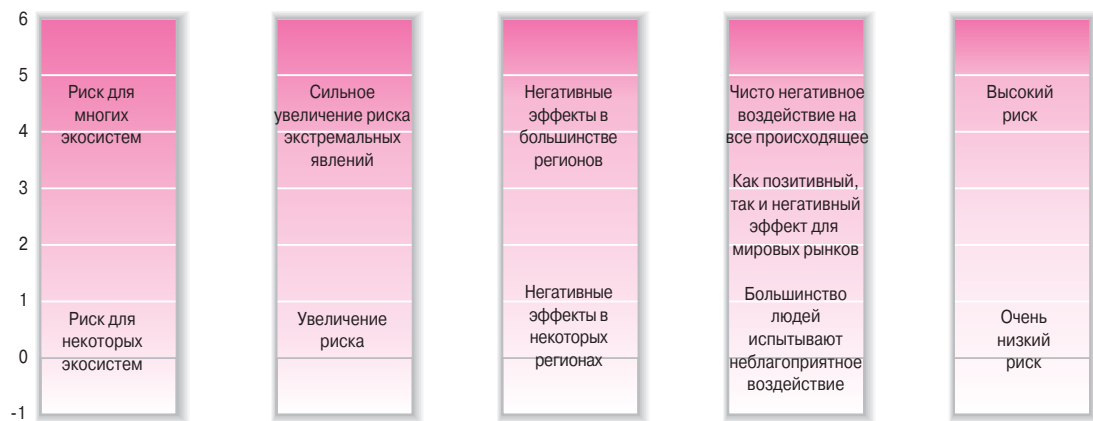 6
5
4
3
2
1
0
-1
Риск для
многих
экосистем
Риск для
некоторых
экосистем
Сильное
увеличение риска
экстремальных
явлений
Увеличение
риска
Негативные
эффекты в
большинстве
регионов
Негативные
эффекты в
некоторых
регионах
Чисто негативное
воздействие на
все происходящее
Как позитивный,
так и негативный
эффект для
мировых рынков
Большинство
людей
испытывают
неблагоприятное
воздействие
Высокий
риск
Очень
низкий
риск